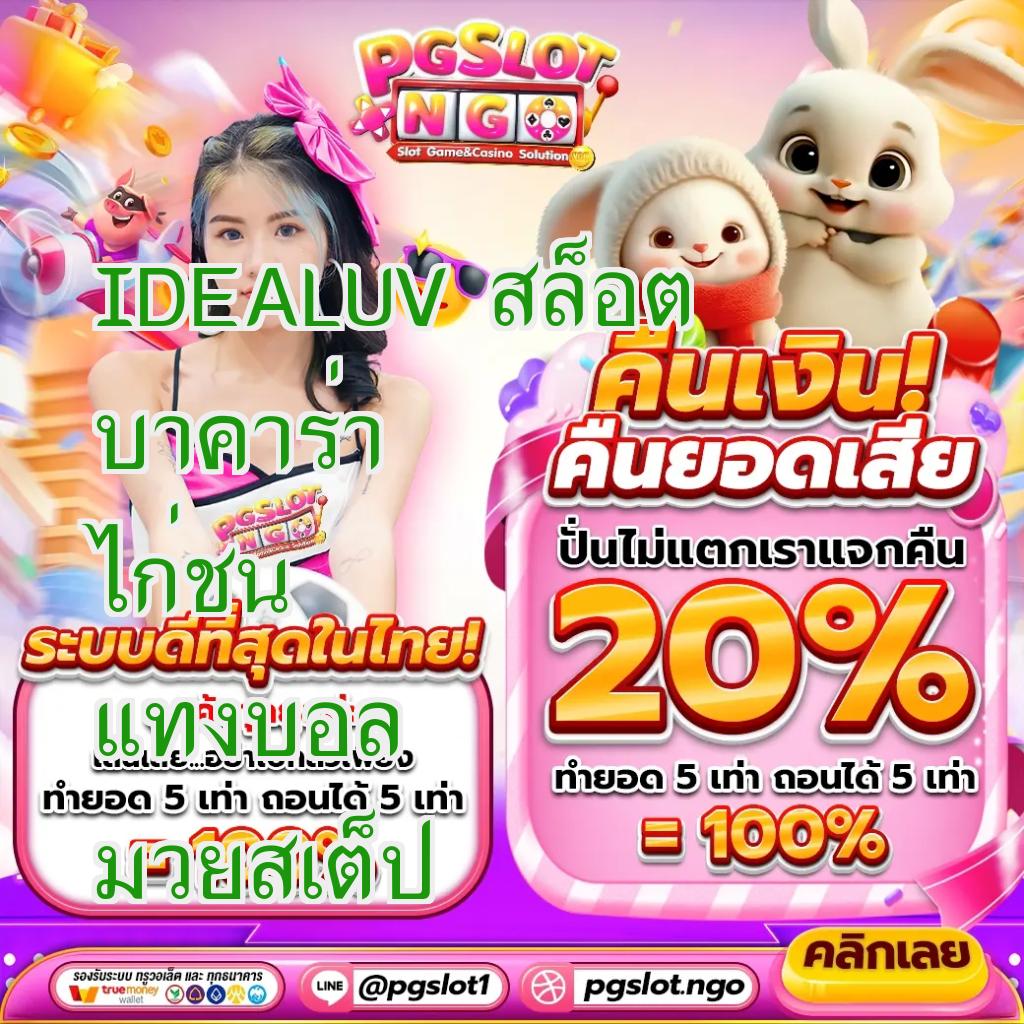 PGSLOT
NGO
Slot Game&Casino Solution
IDEALUV สล็อต
บาคาร่า
ไก่ชน
แทงบอล
มวยสเต็ป
คืนเงิน!
คืนยอดเสีย
ปั่นไม่แตกเราแจกคืน
20%
ทำยอด 5 เท่า ถอนได้ 5 เท่า
= 100%
PGSLOT
NGO
ระบบดีที่สุดในไทย!
ทำยอด 5 เท่า ถอนได้ 5 เท่า
= 100%
คลิกเลย
รองรับระบบ ทรูวอเล็ต และ ทุกธนาคาร
truemoney
wallet
LINE @pgslot1
pgslot.ngo